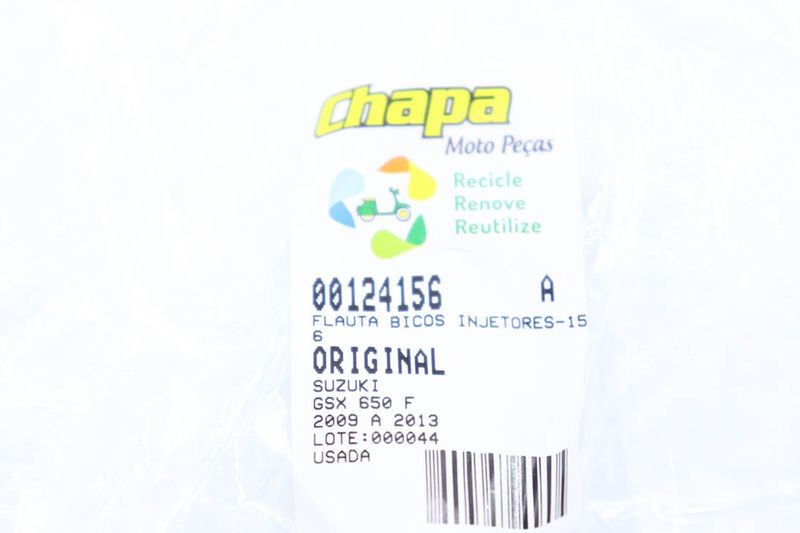 Chapa
Moto Peças
Recicle
Renove
Reutilize
00124156 A
FLAUTA BICOS INJETORES-15
6
ORIGINAL
SUZUKI
GSX 650 F
2009 A 2013
LOTE:000044
USADA